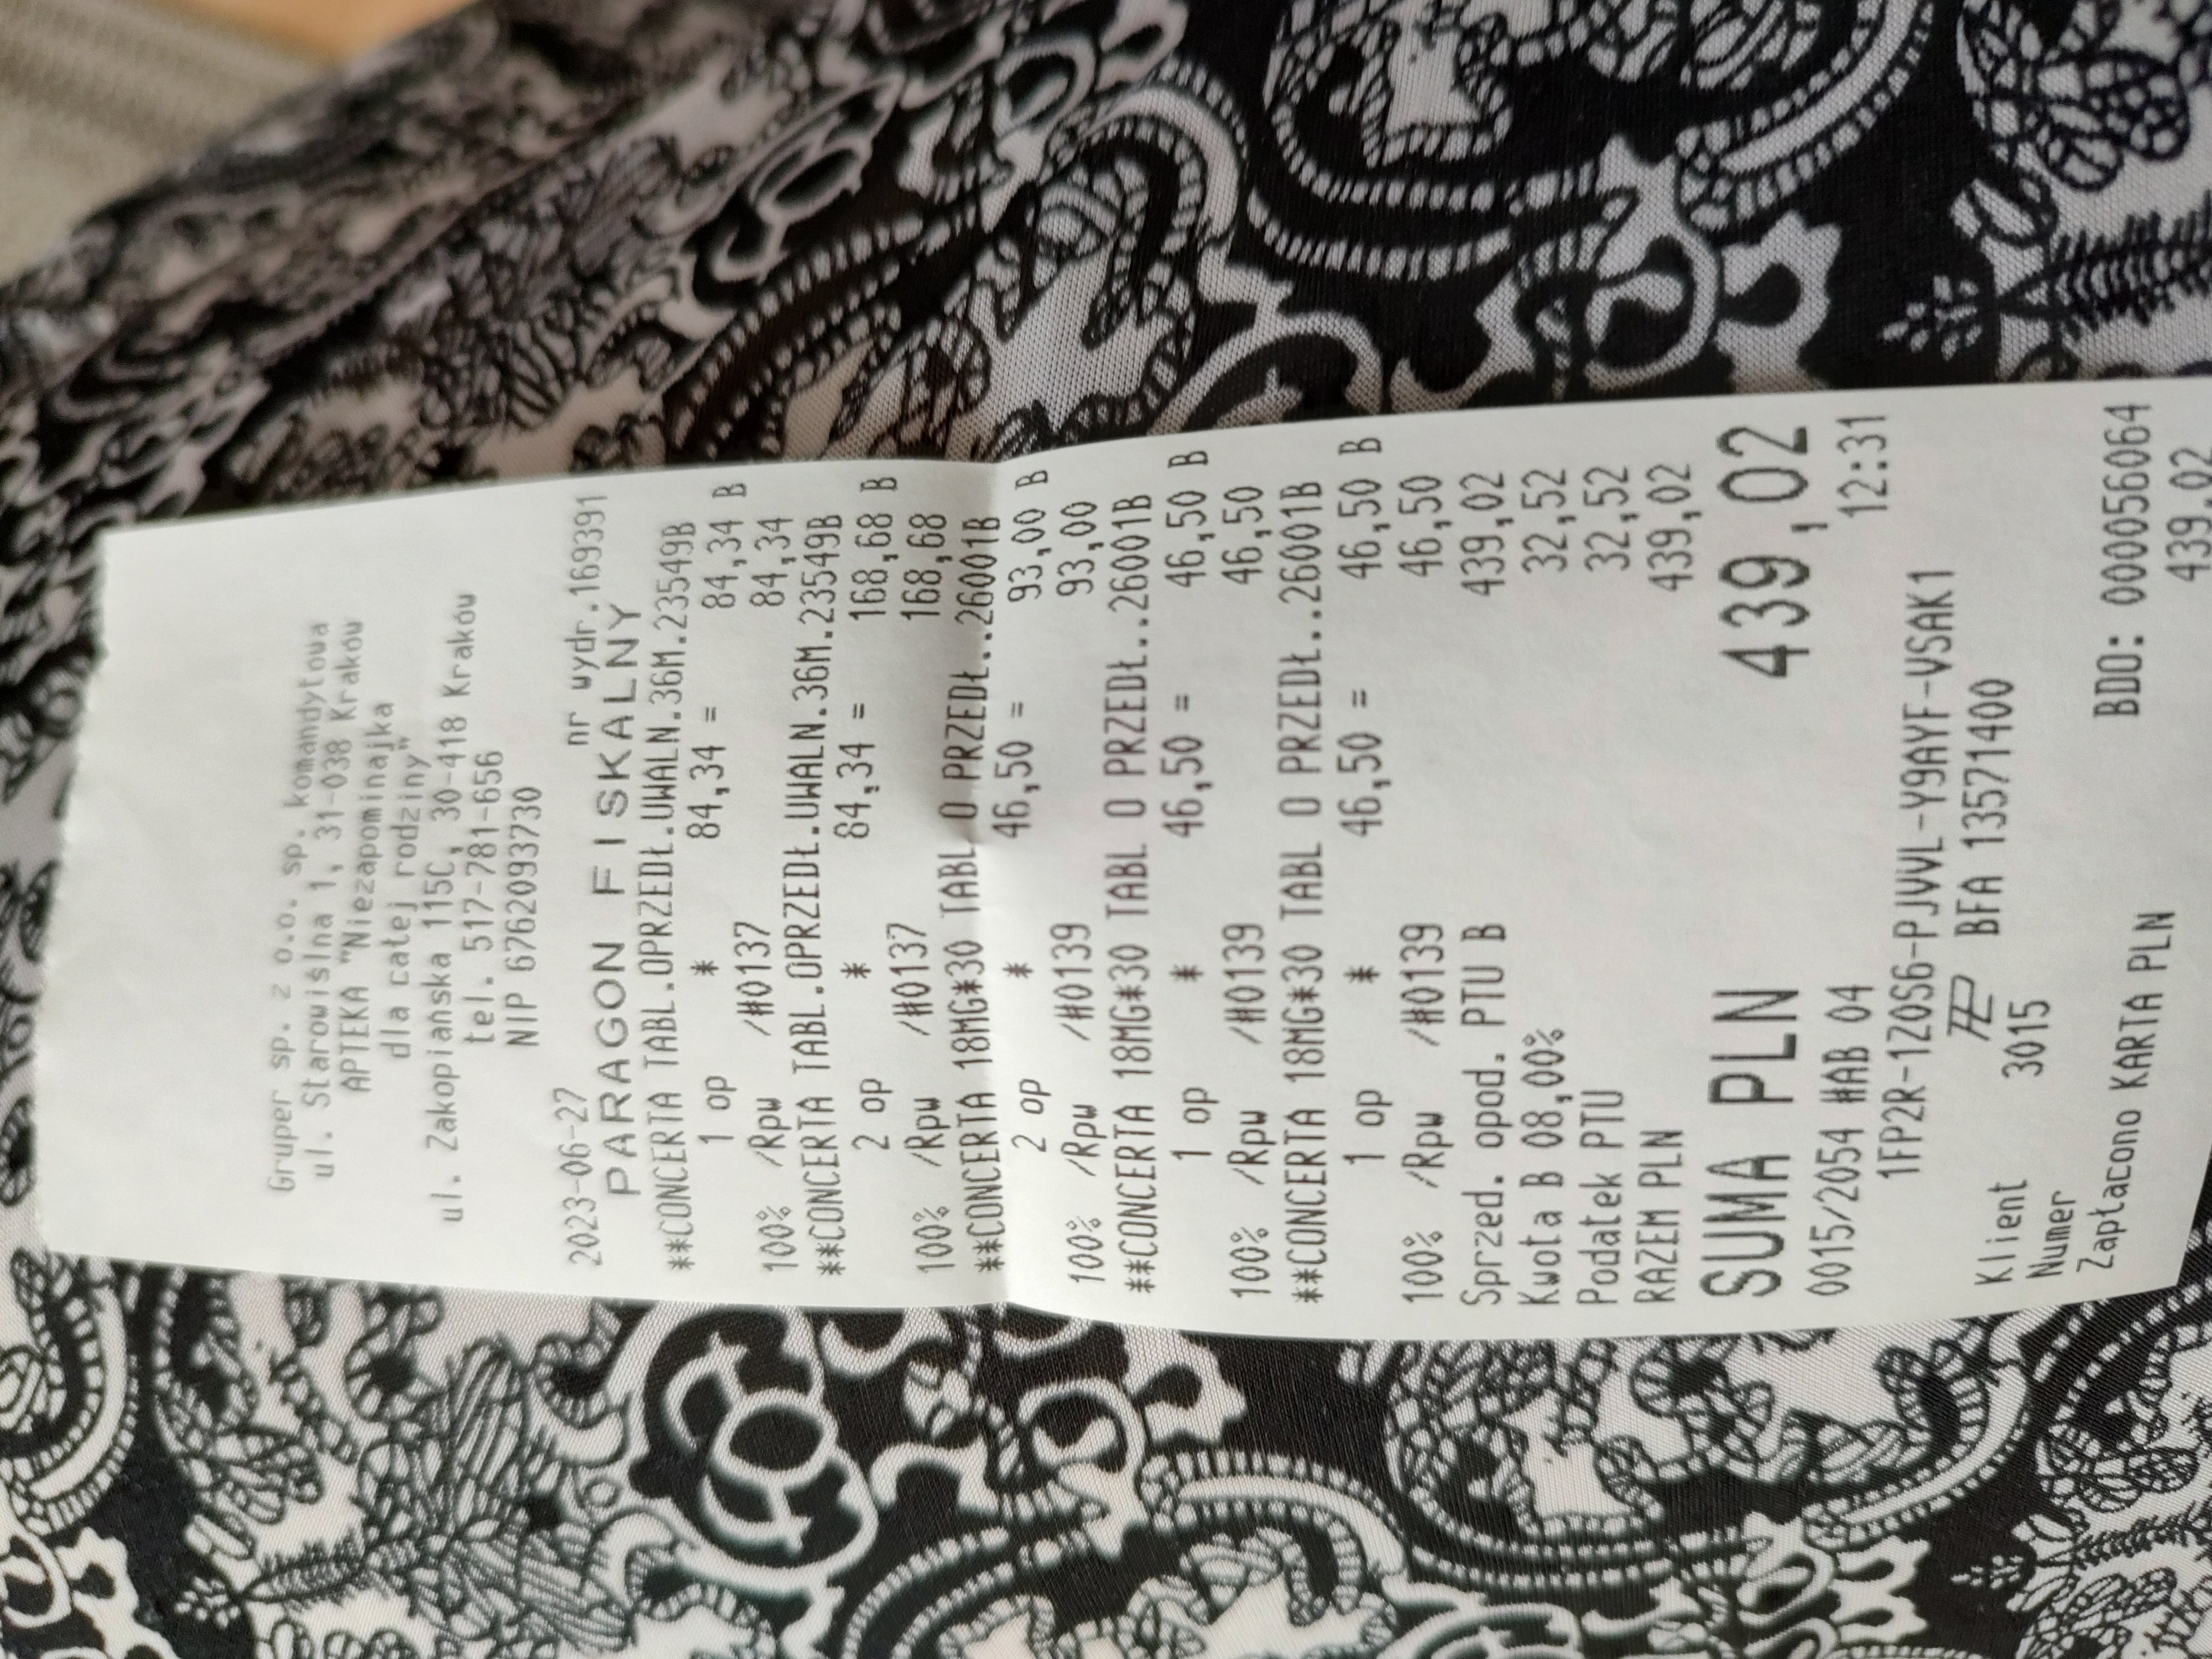 Gruper sp. z o.o. sp. komandytowa
ul. Starowiślna 1, 31-038 Kraków
APTEKA "Niezapominajka
dla całej rodziny"
ul. Zakopiańska 115C, 30-418 Kraków
tel. 517-781-656
NIP 6762093730
2023-06-27 nr wydr.169391
PARAGON FISKALNY
**CONCERTA TABL.OPRZEDŁ.UWALN.36M.23549B
1 op * 84,34 = 84,34 B
100% /Rpw /#0137 84,34
**CONCERTA TABL.OPRZEDŁ.UWALN.36M.23549B
2 op * 84,34 = 168,68 B
100% /Rpw /#0137 168,68
**CONCERTA 18MG*30 TABL O PRZEDŁ..26001B
2 op * 46,50 = 93,00 B
100% /Rpw /#0139 93,00
**CONCERTA 18MG*30 TABL O PRZEDŁ..26001B
1 op * 46,50 = 46,50 B
100% /Rpw /#0139 46,50
**CONCERTA 18MG*30 TABL O PRZEDŁ..26001B
1 op * 46,50 = 46,50 B
100% /Rpw /#0139 46,50
Sprzed. opod. PTU B 439,02
Kwota B 08,00% 32,52
Podatek PTU 32,52
RAZEM PLN 439,02
SUMA PLN 439,02
0015/2054 #AB 04 12:31
1FP2R-1ZOS6-PJVVL-Y9AYF-VSAK1
BFA 13571400
Klient 3015
Numer BDO: 000056064
Zapłacono KARTA PLN 439,02